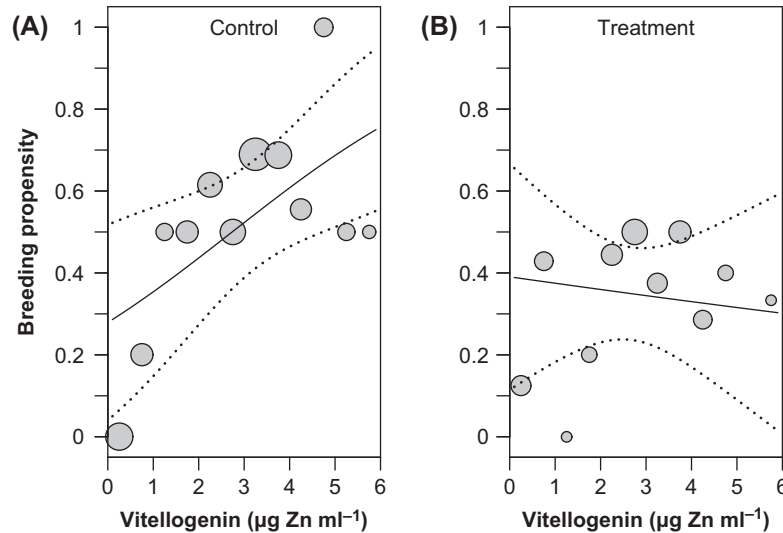 (A)
Control
1
0.8
0.6
0.4
0.2
0
Breeding propensity
0 1 2 3 4 5 6
Vitellogenin (µg Zn ml⁻¹)
(B)
Treatment
1
0.8
0.6
0.4
0.2
0
0 1 2 3 4 5 6
Vitellogenin (µg Zn ml⁻¹)